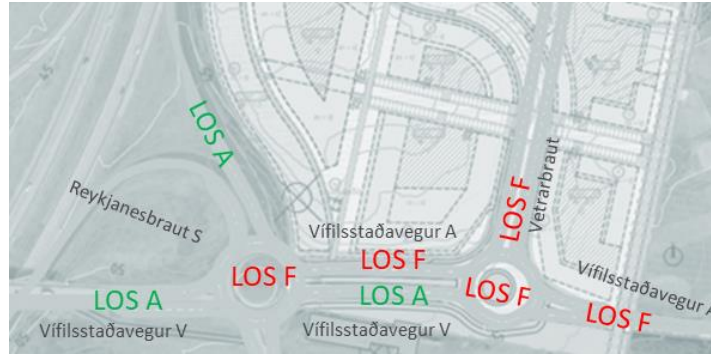 LOS A
Reykjanesbraut S
LOS F
Vetrarbraut
Vífilsstaðavegur A
LOS F
LOS F
LOS A
LOS F
LOS A
Vífilsstaðavegur V
Vífilsstaðavegur V
Vífilsstaðavegur A
LOS F